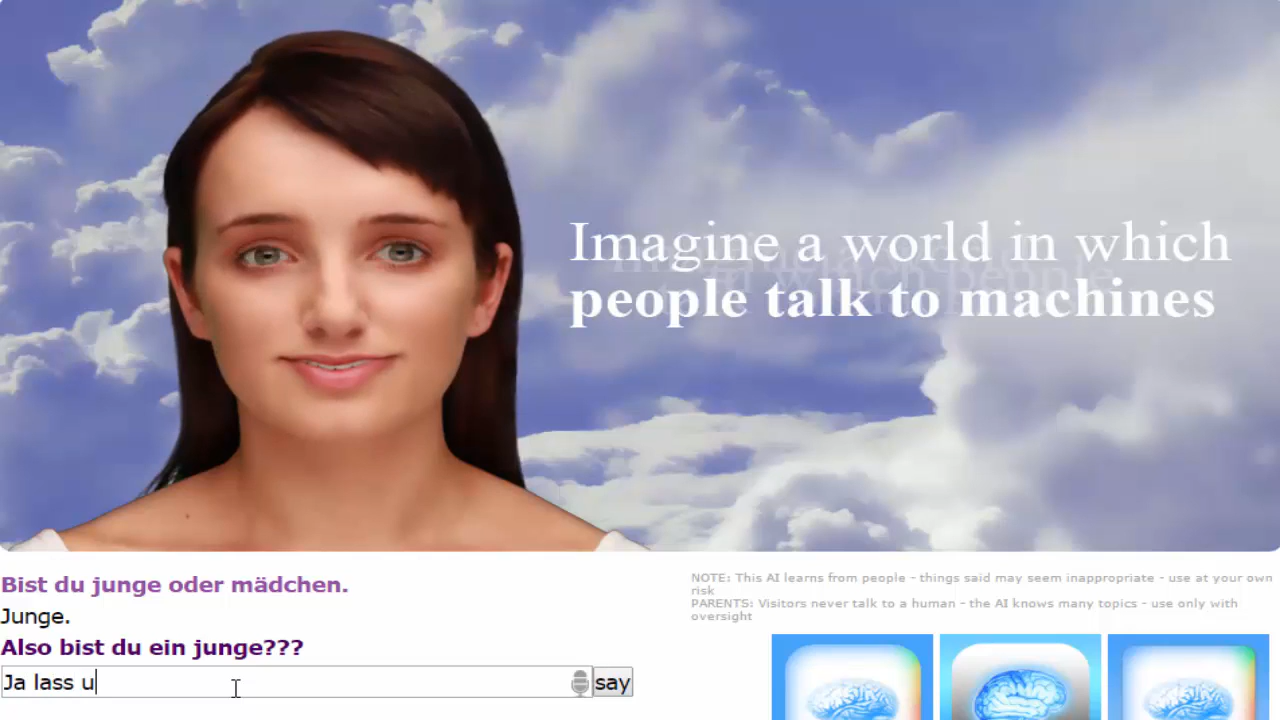 Imagine a world in which
people talk to machines
Bist du junge oder mädchen.
Junge.
Also bist du ein junge???
Ja lass u
say
NOTE: This AI learns from people - things said may seem inappropriate - use at your own
risk
PARENTS: Visitors never talk to a human - the AI knows many topics - use only with
oversight